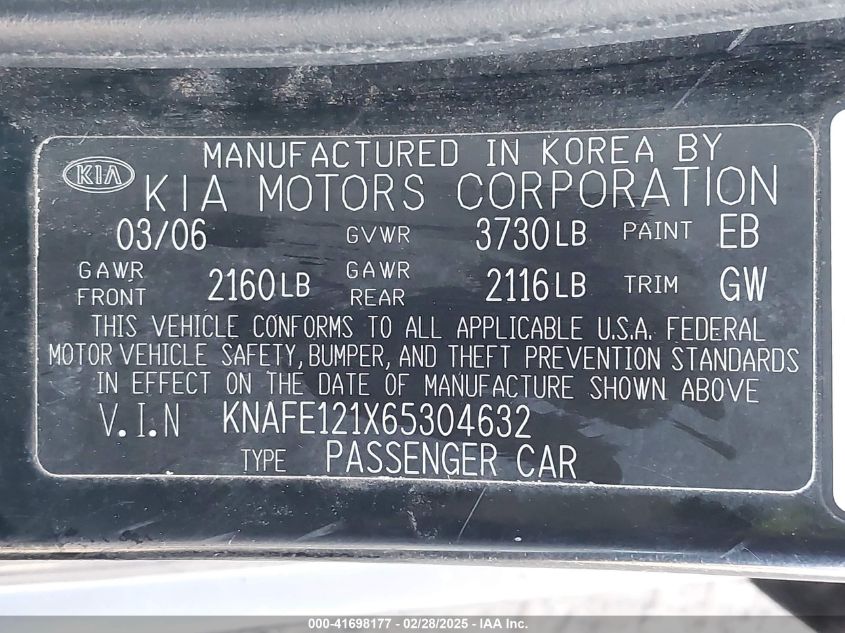 MANUFACTURED IN KOREA BY
KIA KIA MOTORS CORPORATION
03/06 GVWR 3730LB PAINT EB
GAWR FRONT 2160LB GAWR REAR 2116LB TRIM GW
THIS VEHICLE CONFORMS TO ALL APPLICABLE U.S.A. FEDERAL
MOTOR VEHICLE SAFETY, BUMPER, AND THEFT PREVENTION STANDARDS
IN EFFECT ON THE DATE OF MANUFACTURE SHOWN ABOVE
V.I.N KNAFE121X65304632
TYPE PASSENGER CAR
000-41698177 - 02/28/2025 - IAA Inc.